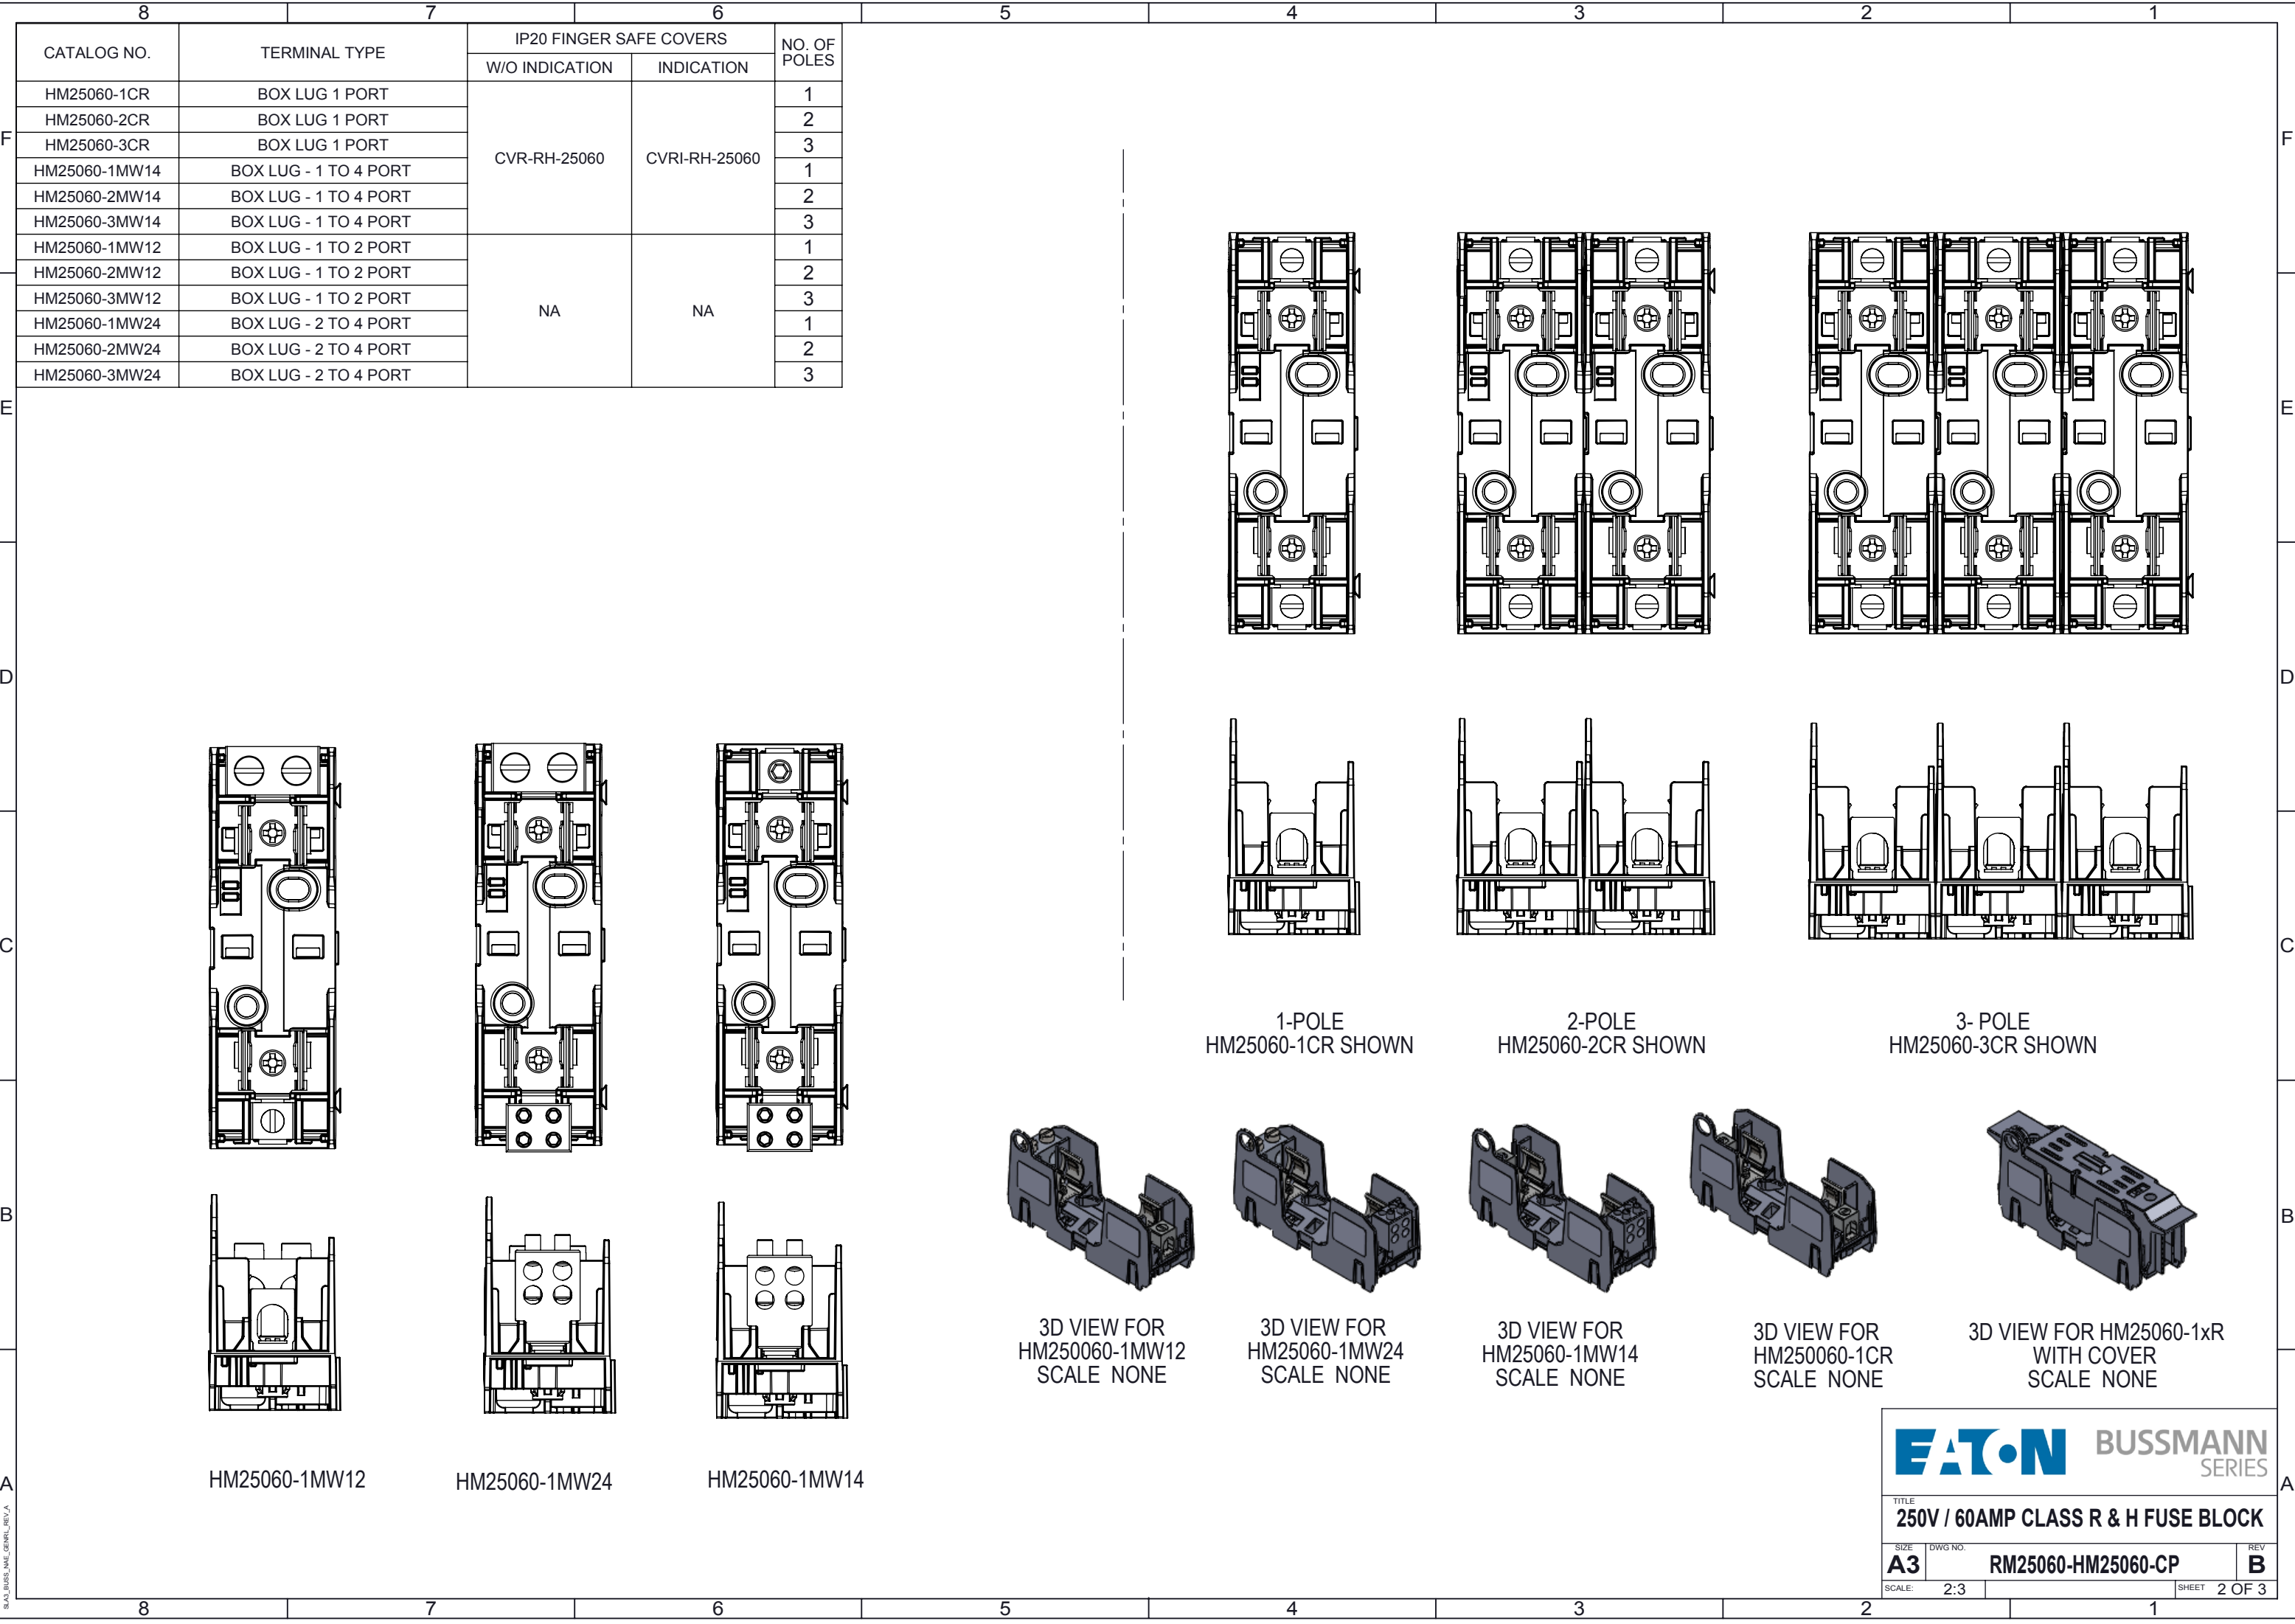 8 7 6 5 4 3 2 1
CATALOG NO. TERMINAL TYPE IP20 FINGER SAFE COVERS NO. OF POLES
W/O INDICATION INDICATION
HM25060-1CR BOX LUG 1 PORT 1
HM25060-2CR BOX LUG 1 PORT 2
HM25060-3CR BOX LUG 1 PORT 3
CVR-RH-25060 CVRI-RH-25060
HM25060-1MW14 BOX LUG - 1 TO 4 PORT 1
HM25060-2MW14 BOX LUG - 1 TO 4 PORT 2
HM25060-3MW14 BOX LUG - 1 TO 4 PORT 3
HM25060-1MW12 BOX LUG - 1 TO 2 PORT 1
HM25060-2MW12 BOX LUG - 1 TO 2 PORT 2
HM25060-3MW12 BOX LUG - 1 TO 2 PORT 3
NA NA
HM25060-1MW24 BOX LUG - 2 TO 4 PORT 1
HM25060-2MW24 BOX LUG - 2 TO 4 PORT 2
HM25060-3MW24 BOX LUG - 2 TO 4 PORT 3
F F
E E
D D
C C
B B
A A
1-POLE
HM25060-1CR SHOWN
2-POLE
HM25060-2CR SHOWN
3- POLE
HM25060-3CR SHOWN
3D VIEW FOR
HM250060-1MW12
SCALE NONE
3D VIEW FOR
HM25060-1MW24
SCALE NONE
3D VIEW FOR
HM25060-1MW14
SCALE NONE
3D VIEW FOR
HM250060-1CR
SCALE NONE
3D VIEW FOR HM25060-1xR
WITH COVER
SCALE NONE
HM25060-1MW12
HM25060-1MW24
HM25060-1MW14
EATON BUSSMANN
SERIES
TITLE
250V / 60AMP CLASS R & H FUSE BLOCK
SIZE DWG NO. REV
A3 RM25060-HM25060-CP B
SCALE: 2:3 SHEET 2 OF 3
SLA3_BUSS_NAE_GENRL_REV_A
8 7 6 5 4 3 2 1